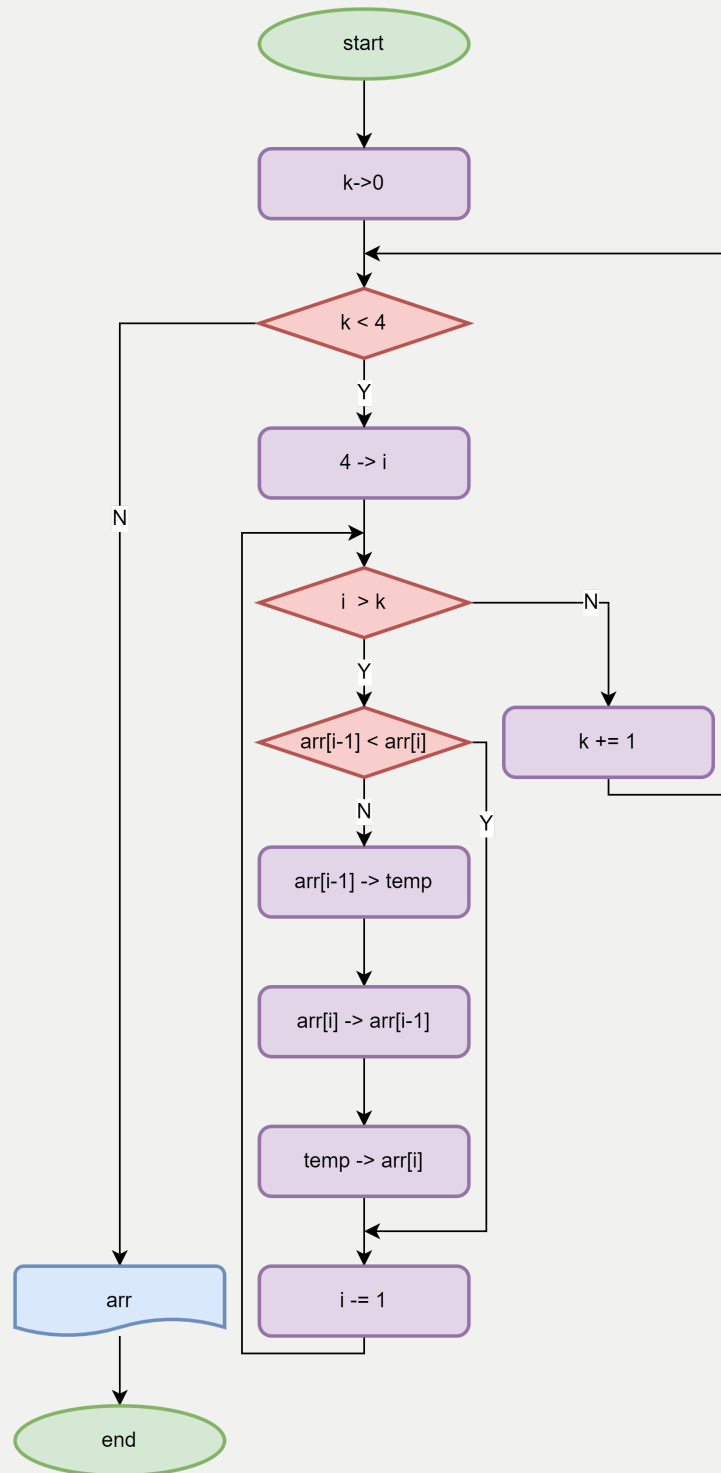 start
k->0
k < 4
Y
4 -> i
N
i  > k
N
Y
arr[i-1] < arr[i]
k += 1
N
Y
arr[i-1] -> temp
arr[i] -> arr[i-1]
temp -> arr[i]
arr
i -= 1
end